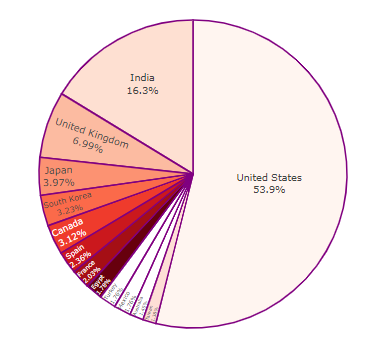 India
16.3%
United Kingdom
6.99%
Japan
3.97%
South Korea
3.23%
Canada
3.12%
Spain
2.36%
France
2.03%
Egypt
1.78%
Turkey
United States
53.9%